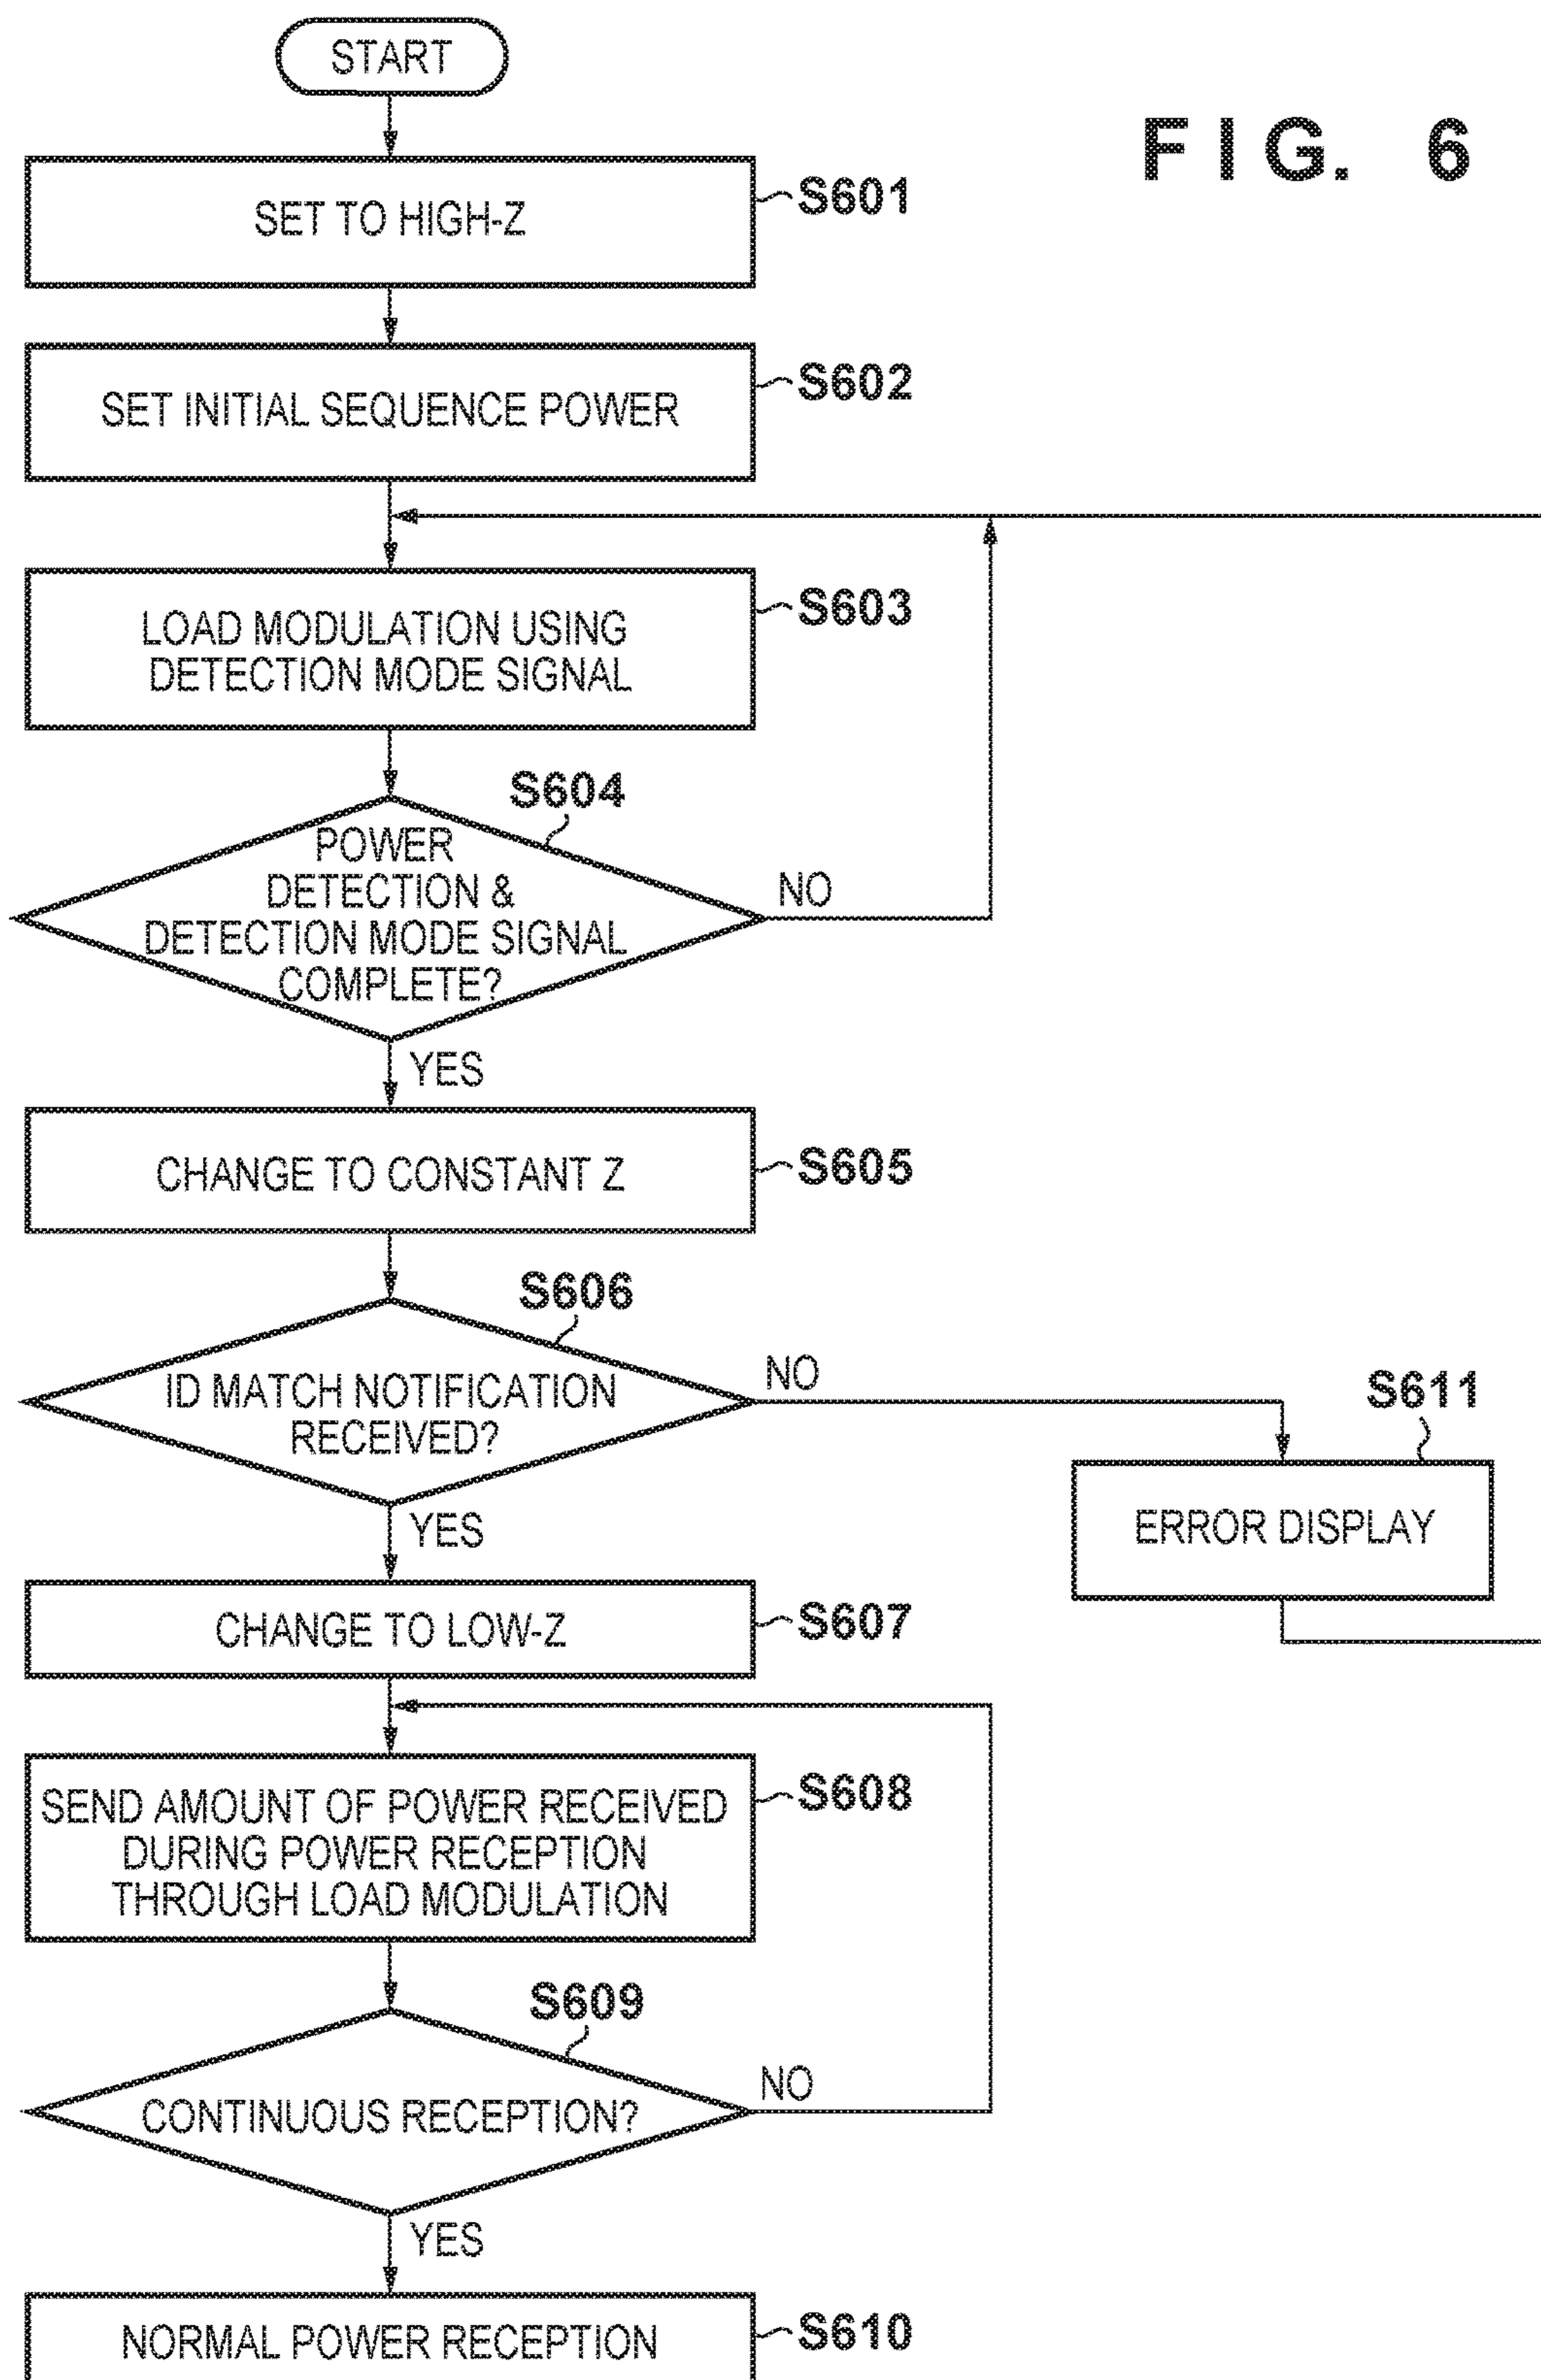 START
FIG. 6
SET TO HIGH-Z
S601
SET INITIAL SEQUENCE POWER
S602
LOAD MODULATION USING
DETECTION MODE SIGNAL
S603
S604
POWER
DETECTION &
DETECTION MODE SIGNAL
COMPLETE?
NO
YES
CHANGE TO CONSTANT Z
S605
S606
ID MATCH NOTIFICATION
RECEIVED?
NO
S611
ERROR DISPLAY
YES
CHANGE TO LOW-Z
S607
SEND AMOUNT OF POWER RECEIVED
DURING POWER RECEPTION
THROUGH LOAD MODULATION
S608
S609
CONTINUOUS RECEPTION?
NO
YES
NORMAL POWER RECEPTION
S610